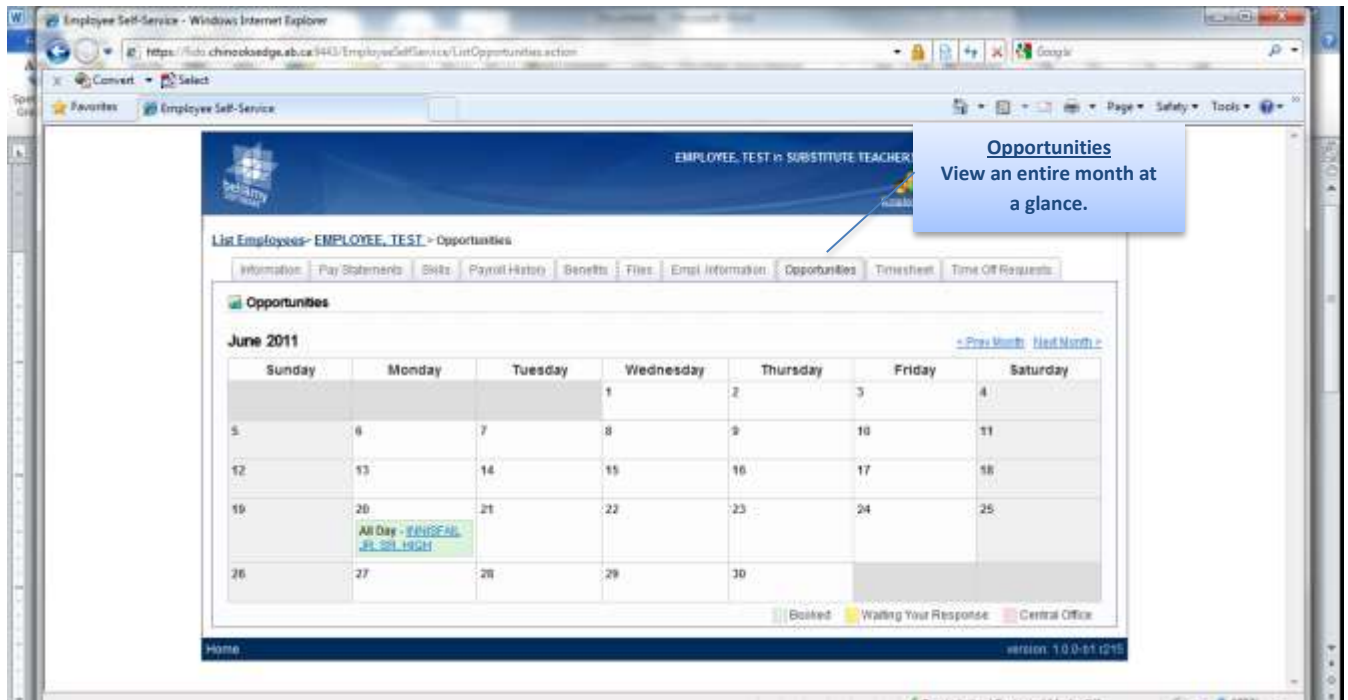 Employee Self-Service - Windows Internet Explorer
https://fido.chinooksedge.ab.ca:9443/EmployeeSelfService/ListOpportunities.action
Google
x Convert Select
Favorites Employee Self-Service Page Safety Tools
bellamy software
EMPLOYEE, TEST in SUBSTITUTE TEACHER
Opportunities
View an entire month at
a glance.
List Employees> EMPLOYEE, TEST > Opportunities
Information Pay Statements Skills Payroll History Benefits Files Empl Information Opportunities Timesheet Time Off Requests
Opportunities
June 2011 < Prev Month Next Month >
Sunday Monday Tuesday Wednesday Thursday Friday Saturday
1 2 3 4
5 6 7 8 9 10 11
12 13 14 15 16 17 18
19 20 21 22 23 24 25
All Day - INNISFAIL
JR. SR. HIGH
26 27 28 29 30
Booked Waiting Your Response Central Office
Home version: 1.0.0-b1 r215